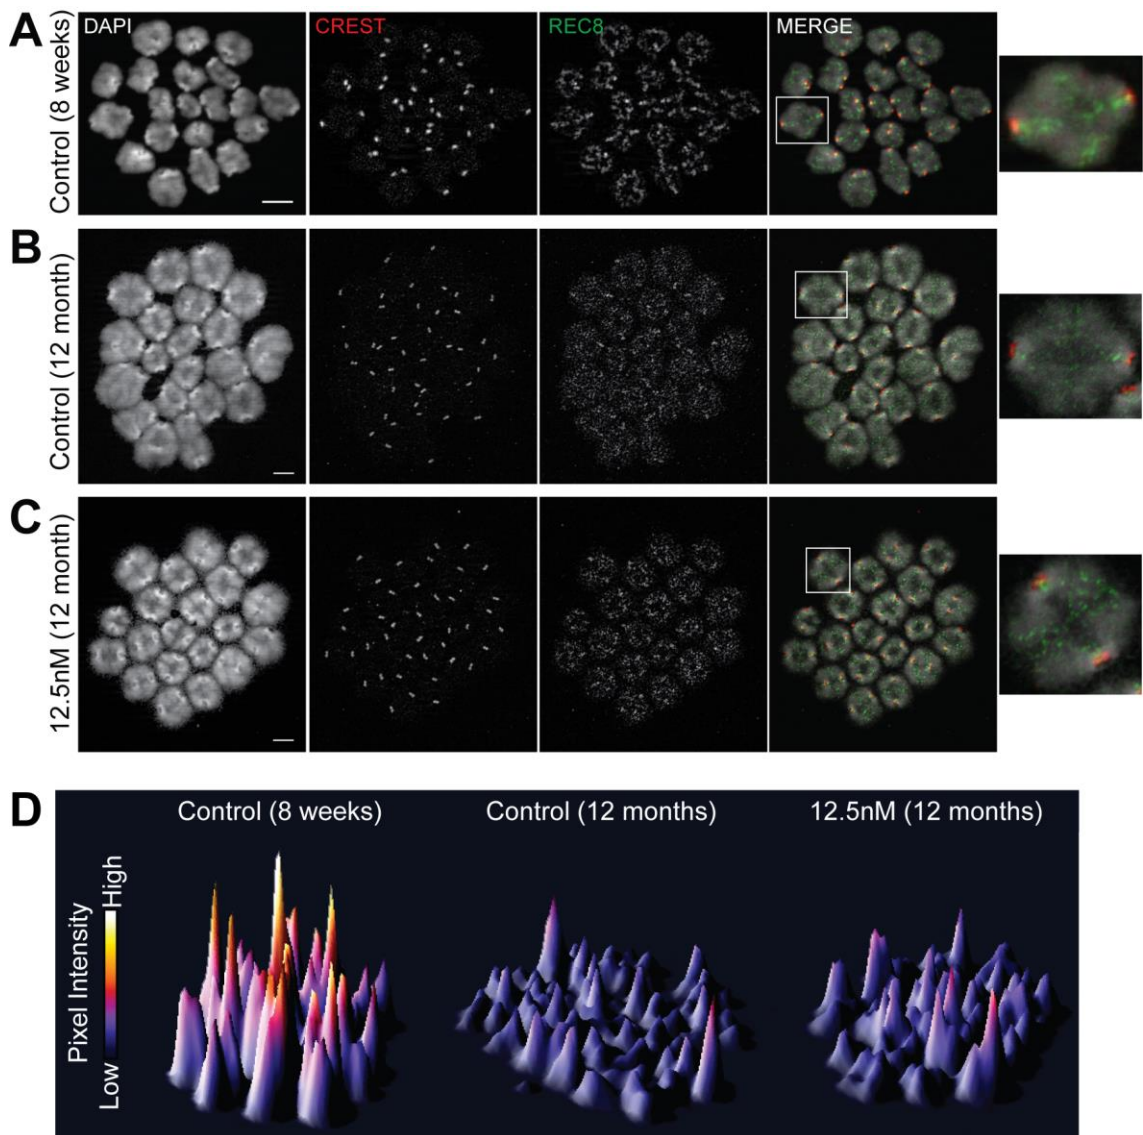 A
Control (8 weeks)
DAPI
CREST
REC8
MERGE
B
Control (12 month)
C
12.5nM (12 month)
D
Control (8 weeks)
Control (12 months)
12.5nM (12 months)
Pixel Intensity
Low
High